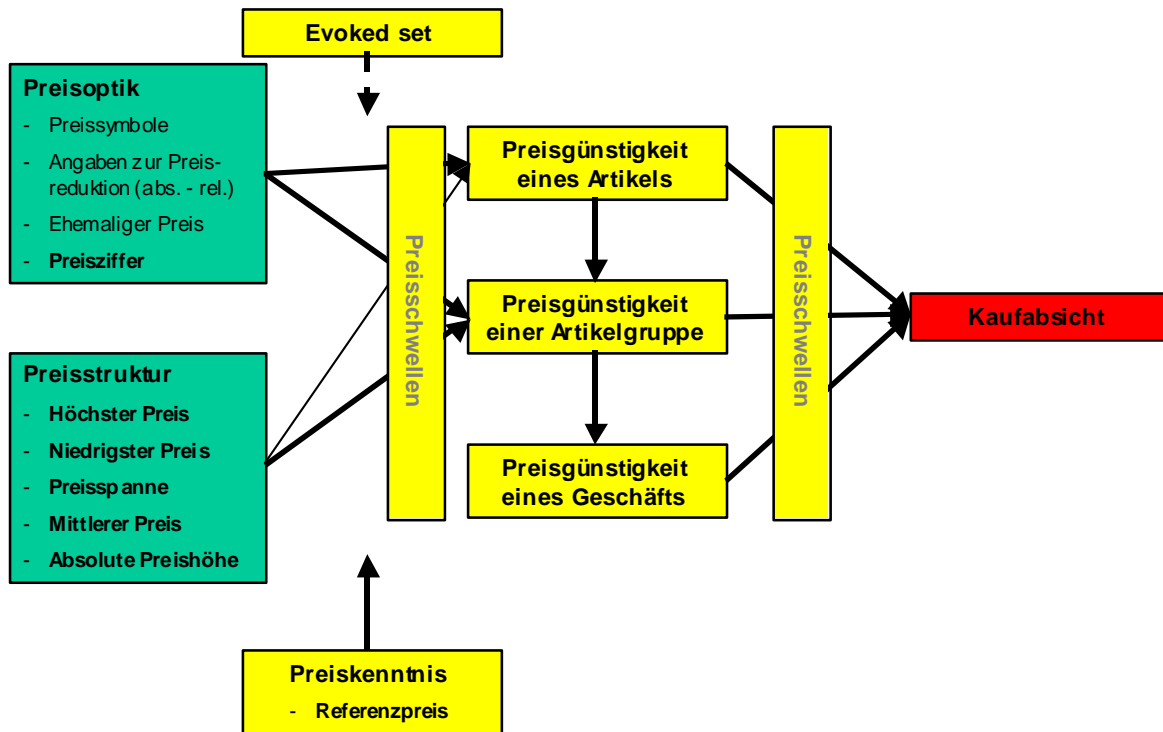 Evoked set
Preisoptik
- Preissymbole
- Angaben zur Preis-
reduktion (abs. - rel.)
- Ehemaliger Preis
- Preisziffer
Preisstruktur
- Höchster Preis
- Niedrigster Preis
- Preisspanne
- Mittlerer Preis
- Absolute Preishöhe
Preisschwellen
Preisgünstigkeit
eines Artikels
Preisgünstigkeit
einer Artikelgruppe
Preisgünstigkeit
eines Geschäfts
Preisschwellen
Kaufabsicht
Preiskenntnis
- Referenzpreis